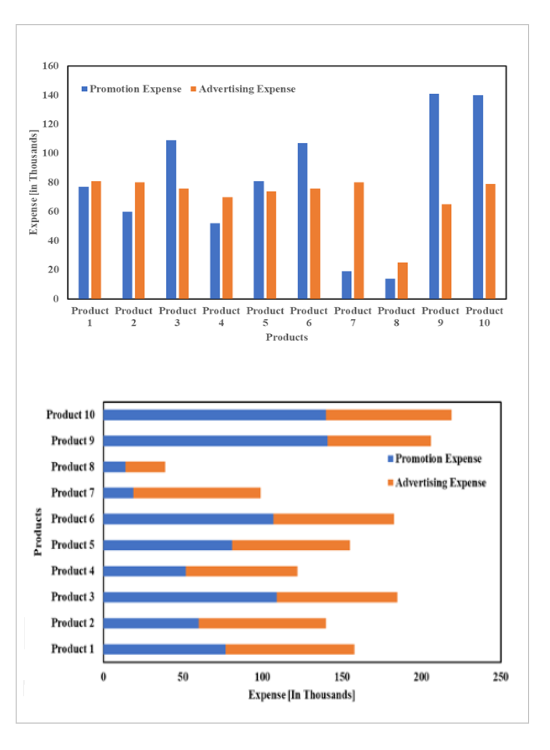 160
140
120
100
80
60
40
20
0
Expense [In Thousands]
Promotion Expense Advertising Expense
Product Product Product Product Product Product Product Product Product Product
1 2 3 4 5 6 7 8 9 10
Products
Product 10
Product 9
Product 8
Product 7
Product 6
Product 5
Product 4
Product 3
Product 2
Product 1
Products
Promotion Expense
Advertising Expense
0 50 100 150 200 250
Expense [In Thousands]